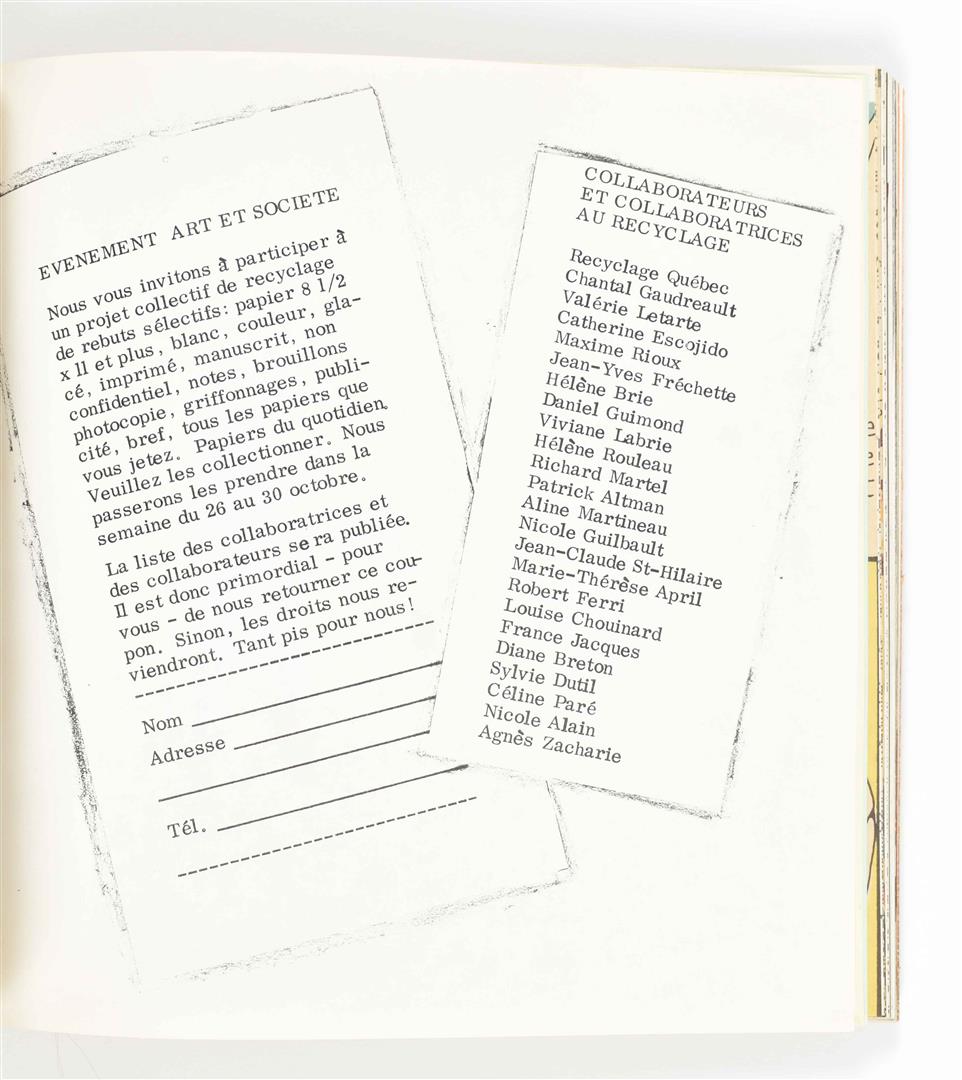 EVENEMENT ART ET SOCIETE
Nous vous invitons à participer à
un projet collectif de recyclage
de rebuts sélectifs: papier 8 1/2
x 11 et plus, blanc, couleur, gla-
cé, imprimé, manuscrit, non
confidentiel, notes, brouillons
photocopie, griffonnages, publi-
cité, bref, tous les papiers que
vous jetez. Papiers du quotidien.
Veuillez les collectionner. Nous
passerons les prendre dans la
semaine du 26 au 30 octobre.
La liste des collaboratrices et
des collaborateurs sera publiée.
Il est donc primordial - pour
vous - de nous retourner ce cou-
pon. Sinon, les droits nous re-
viendront. Tant pis pour nous!
Nom
Adresse
Tél.
COLLABORATEURS
ET COLLABORATRICES
AU RECYCLAGE
Recyclage Québec
Chantal Gaudreault
Valérie Letarte
Catherine Escojido
Maxime Rioux
Jean-Yves Fréchette
Hélène Brie
Daniel Guimond
Viviane Labrie
Hélène Rouleau
Richard Martel
Patrick Altman
Aline Martineau
Nicole Guilbault
Jean-Claude St-Hilaire
Marie-Thérèse April
Robert Ferri
Louise Chouinard
France Jacques
Diane Breton
Sylvie Dutil
Céline Paré
Nicole Alain
Agnès Zacharie